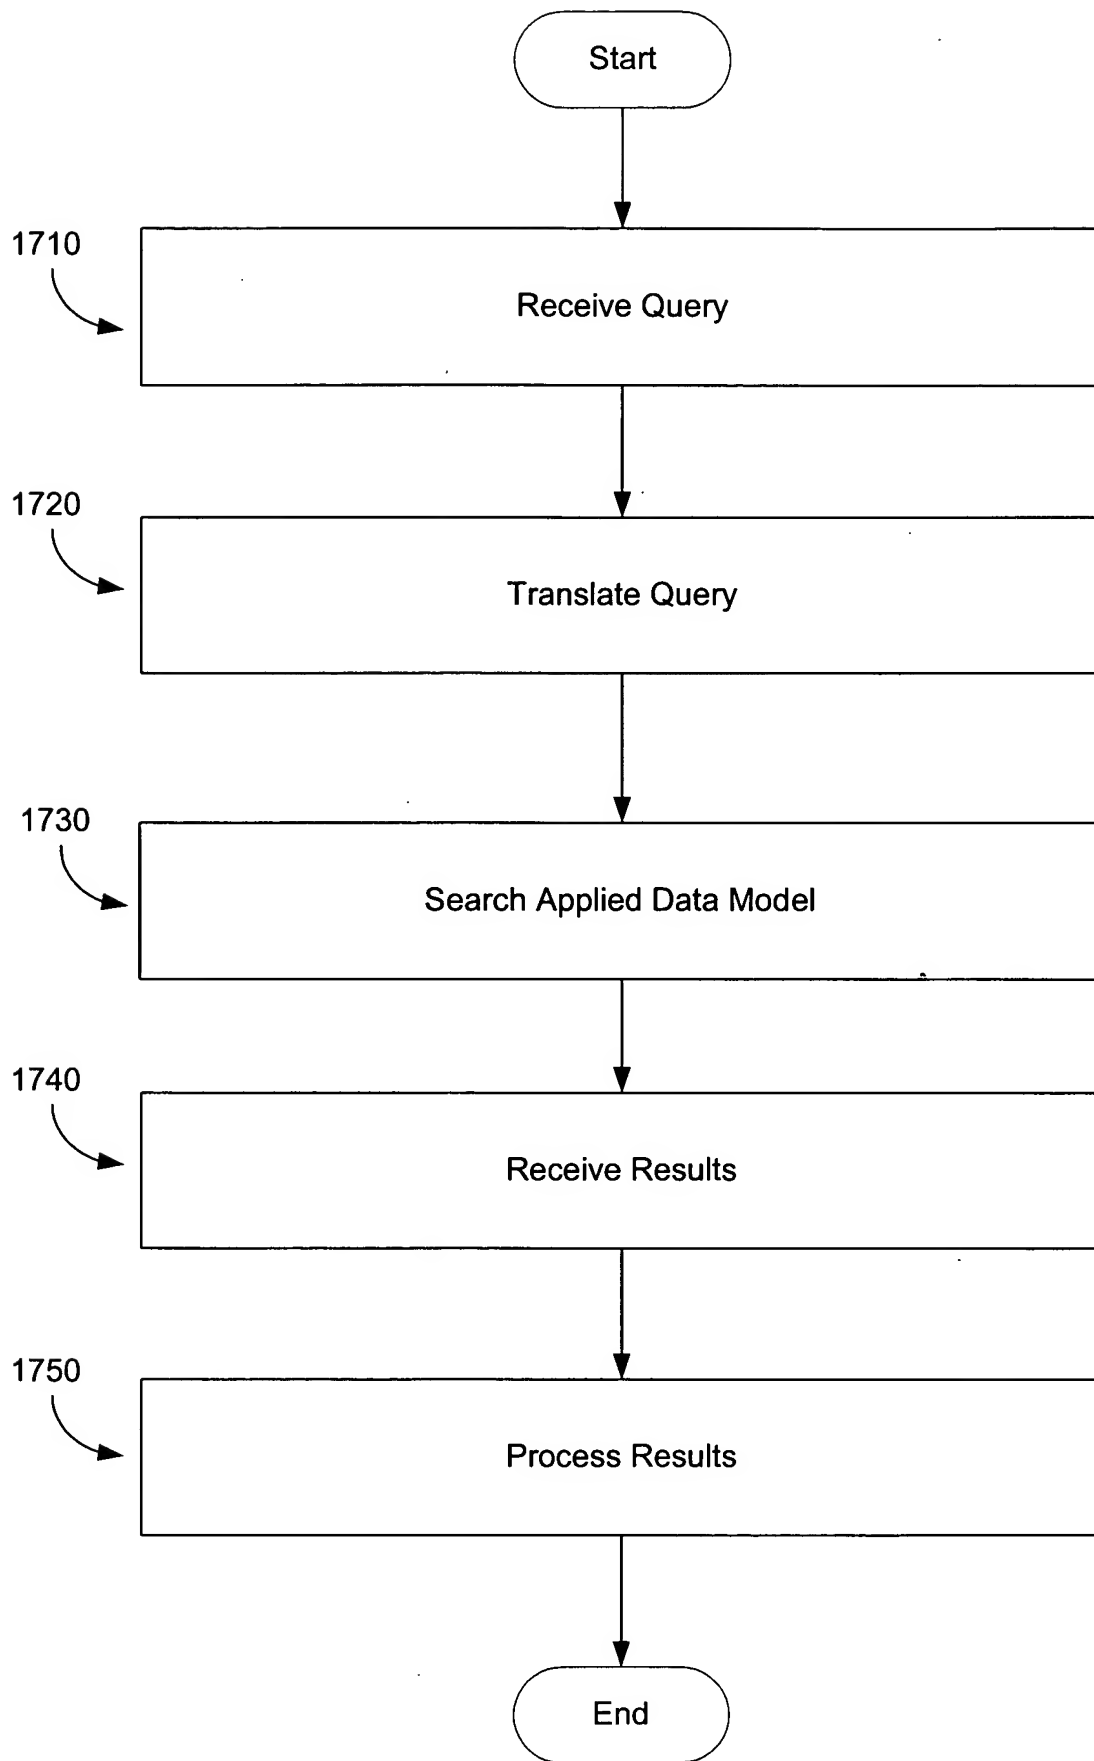 Start
1710
Receive Query
1720
Translate Query
1730
Search Applied Data Model
1740
Receive Results
1750
Process Results
End